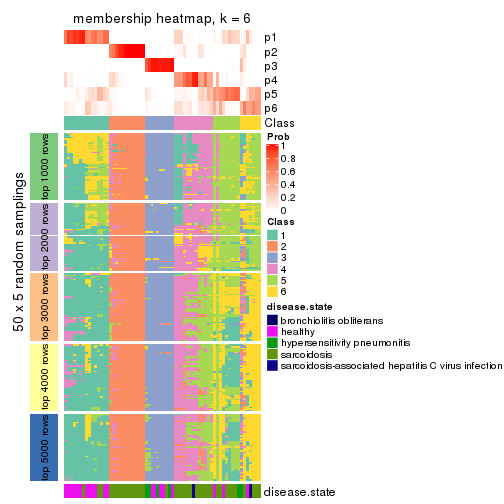 membership heatmap, k = 6
p1
p2
p3
p4
p5
p6
Class
Prob
1
0.8
0.6
0.4
0.2
0
Class
1
2
3
4
5
6
disease.state
bronchiolitis obliterans
healthy
hypersensitivity pneumonitis
sarcoidosis
sarcoidosis-associated hepatitis C virus infection
50 x 5 random samplings
top 1000 rows
top 2000 rows
top 3000 rows
top 4000 rows
top 5000 rows
disease.state